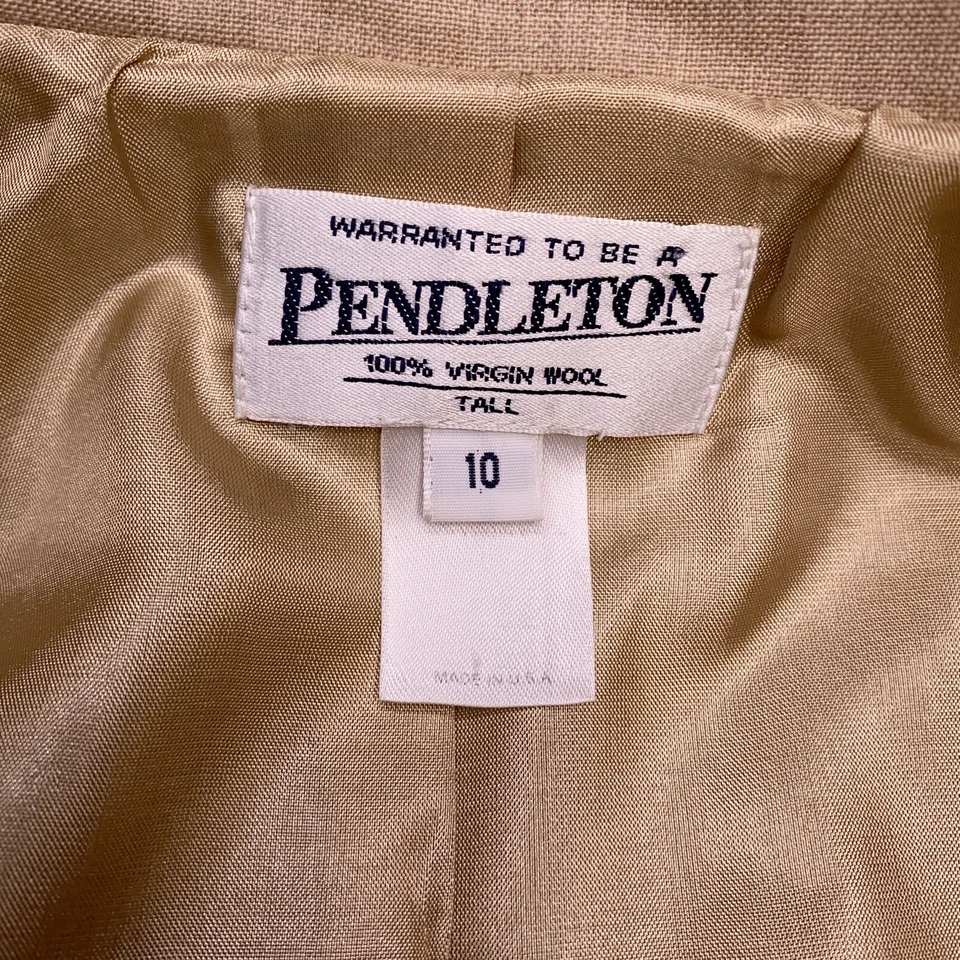 WARRANTED TO BE A
PENDLETON
100% VIRGIN WOOL
TALL
10
MADE IN U.S.A.